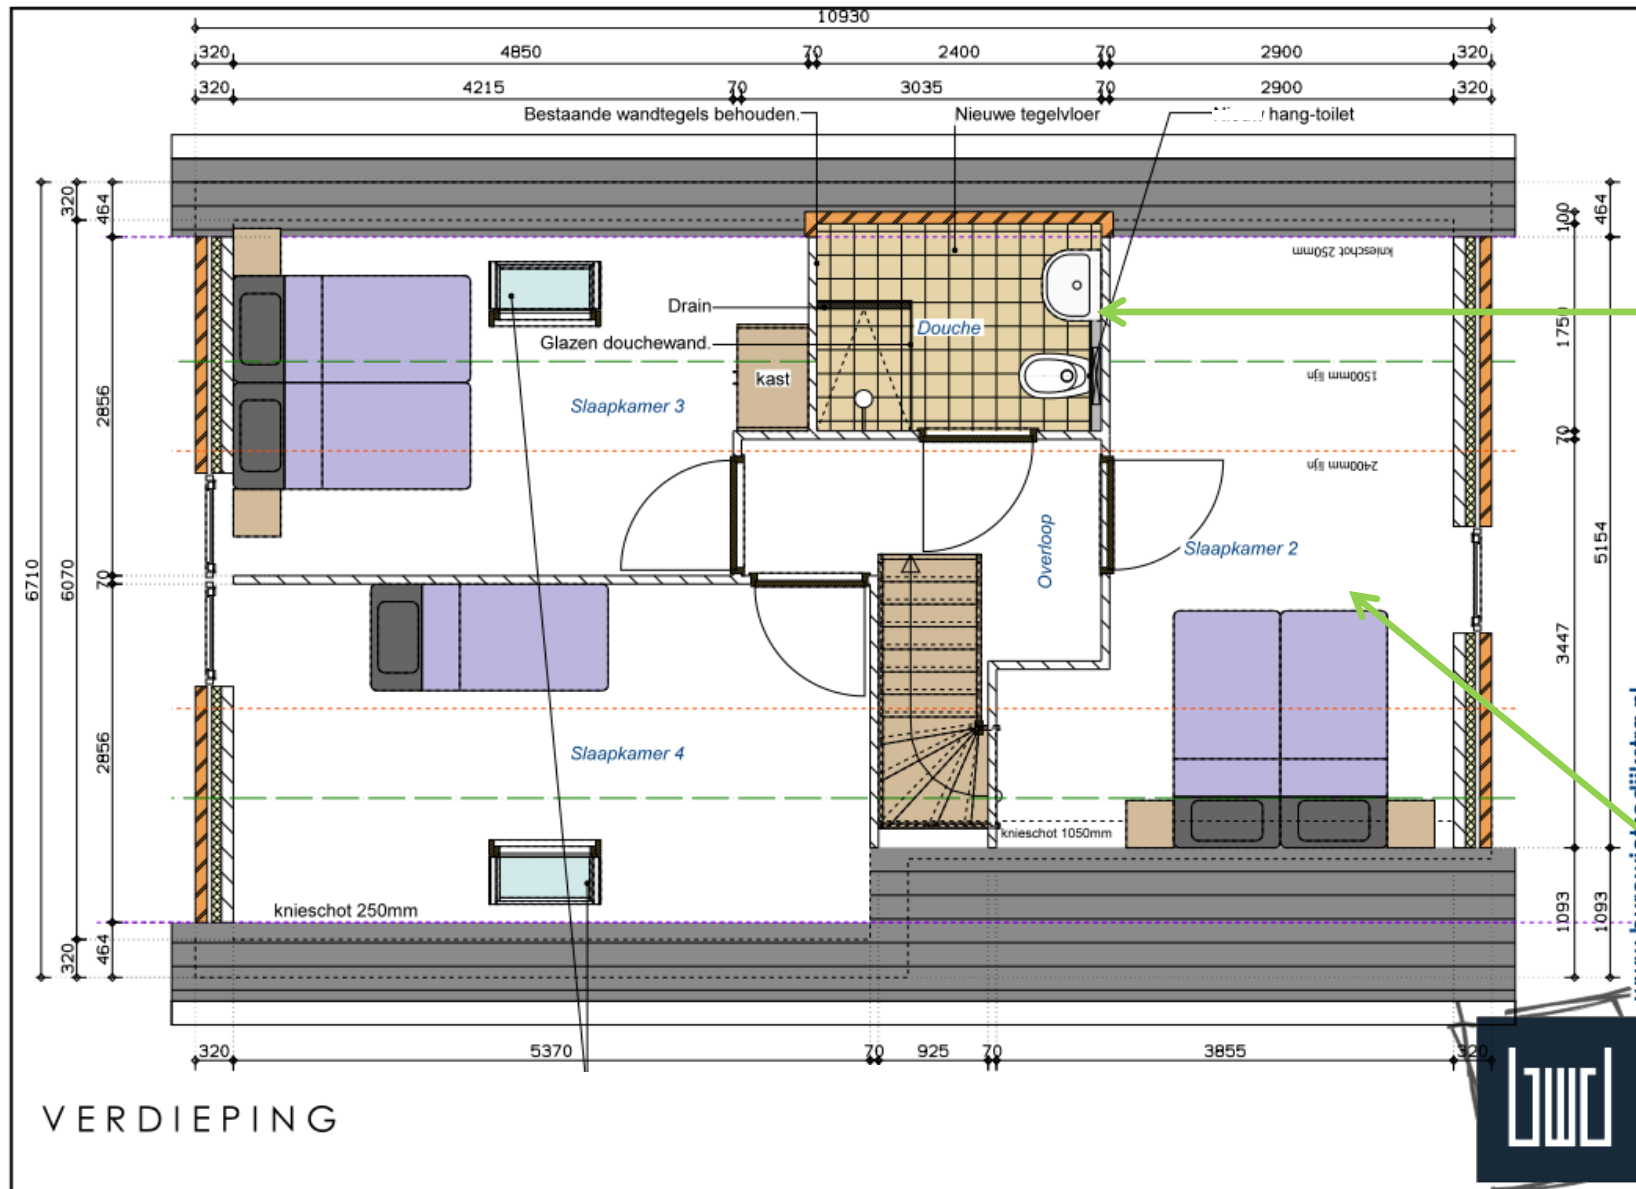 10930
320 4850 70 2400 70 2900 320
320 4215 70 3035 70 2900 320
Bestaande wandtegels behouden.
Nieuwe tegelvloer
hang-toilet
320
464
464
100
knieschot 250mm
Drain
Douche
1750
Glazen douchewand.
kast
1500mm lijn
Slaapkamer 3
2856
70
2400mm lijn
Overloop
Slaapkamer 2
5154
6710
6070
70
3447
Slaapkamer 4
2856
knieschot 1050mm
knieschot 250mm
1093
1093
320
464
320 5370 70 925 70 3855 320
VERDIEPING
bwd